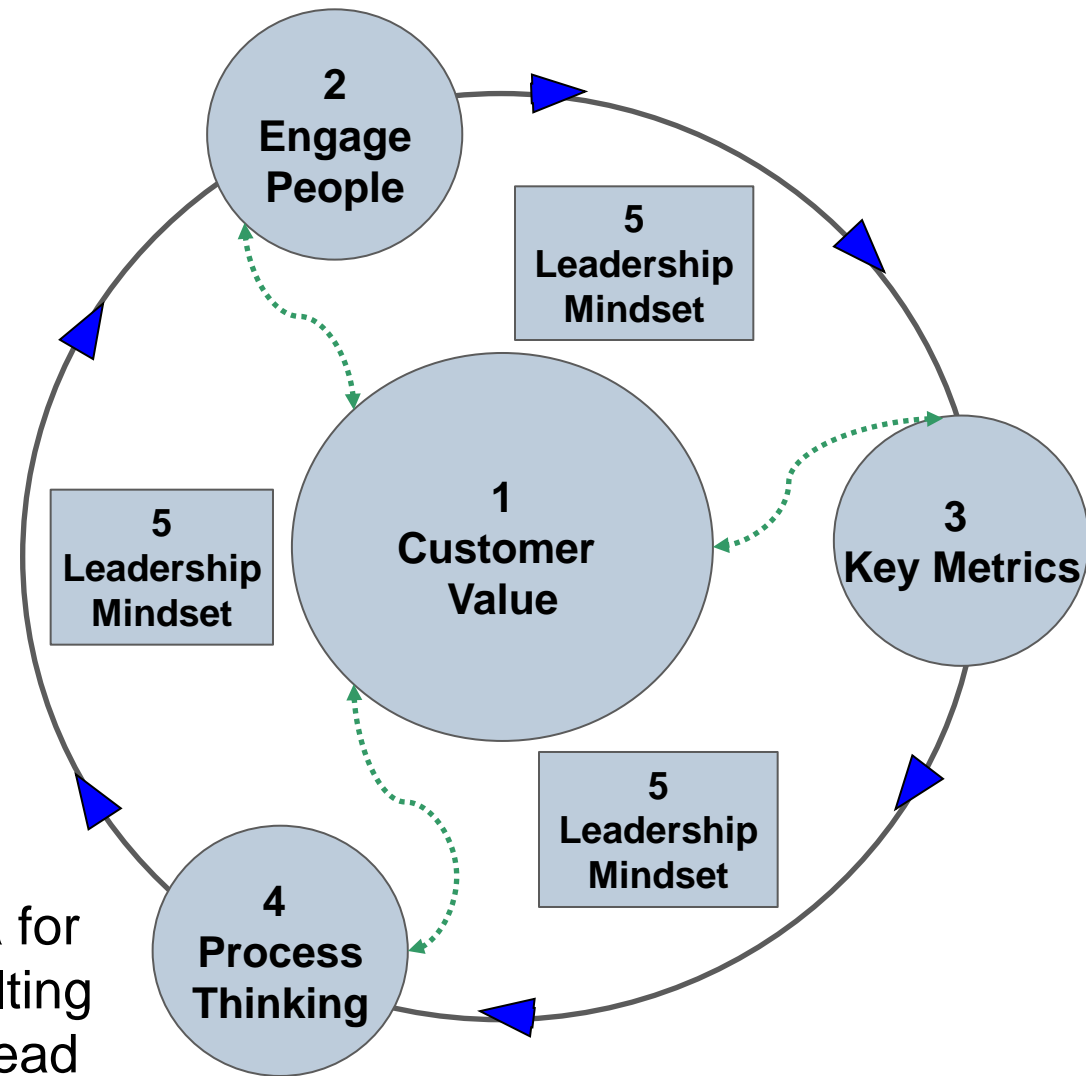 2
Engage
People
5
Leadership
Mindset
1
Customer
Value
3
Key Metrics
5
Leadership
Mindset
5
Leadership
Mindset
4
Process
Thinking
for